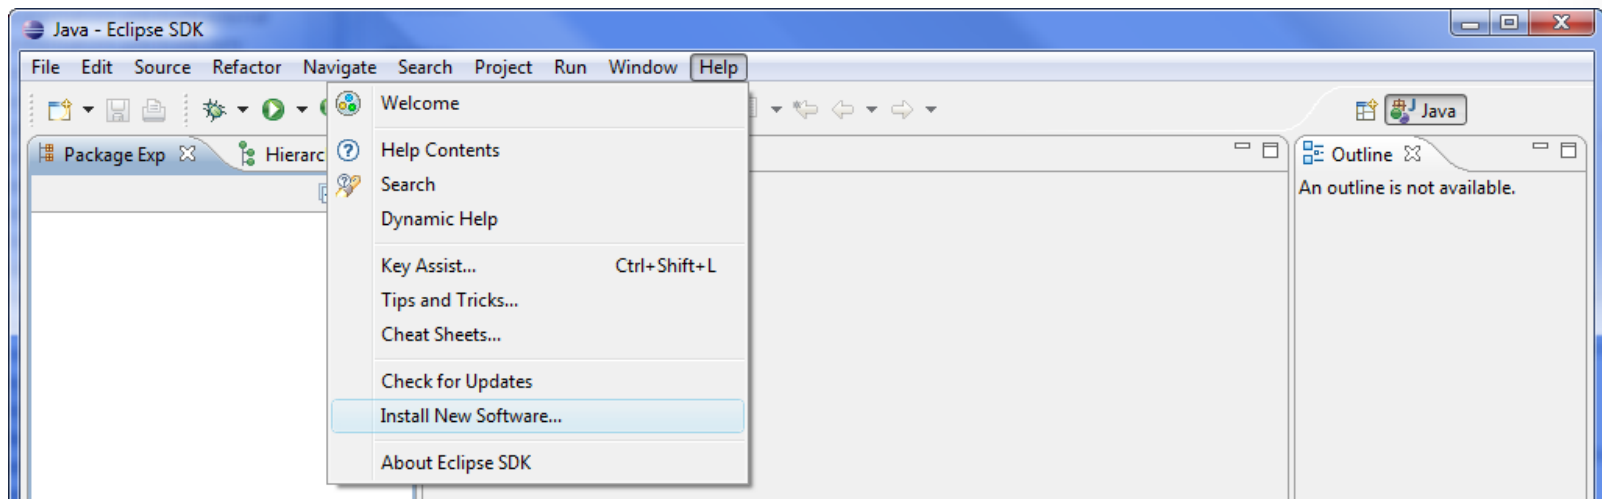 Java - Eclipse SDK
File Edit Source Refactor Navigate Search Project Run Window Help
Welcome
Java
Package Exp
Hierarc
Help Contents
Outline
Search
An outline is not available.
Dynamic Help
Key Assist... Ctrl+Shift+L
Tips and Tricks...
Cheat Sheets...
Check for Updates
Install New Software...
About Eclipse SDK